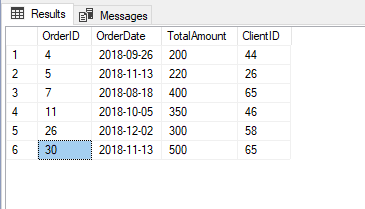 Results Messages
OrderID OrderDate TotalAmount ClientID
1 4 2018-09-26 200 44
2 5 2018-11-13 220 26
3 7 2018-08-18 400 65
4 11 2018-10-05 350 46
5 26 2018-12-02 300 58
6 30 2018-11-13 500 65